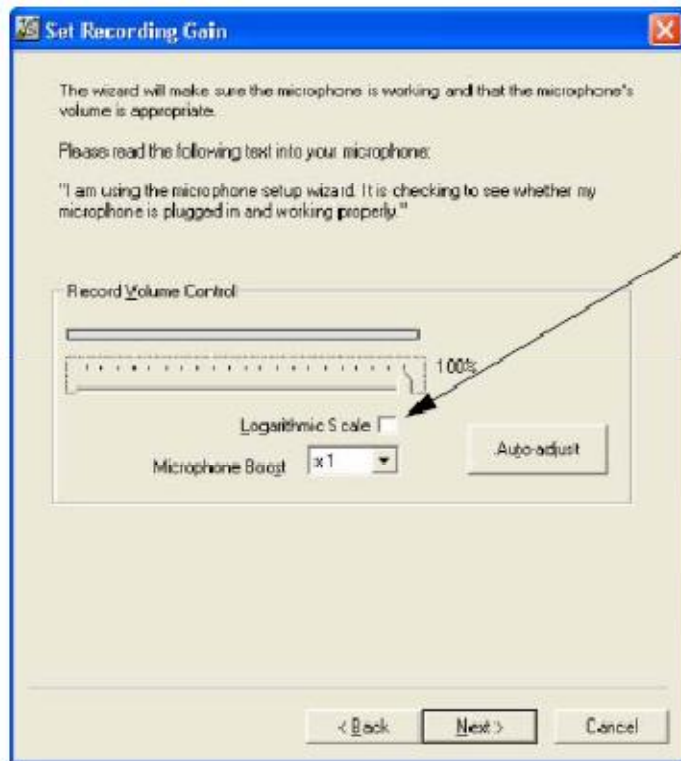 Set Recording Gain
The wizard will make sure the microphone is working and that the microphone's
volume is appropriate.
Please read the following text into your microphone:
"I am using the microphone setup wizard. It is checking to see whether my
microphone is plugged in and working properly."
Record Volume Control
100%
Logarithmic Scale
Microphone Boost x1
Auto-adjust
< Back Next > Cancel